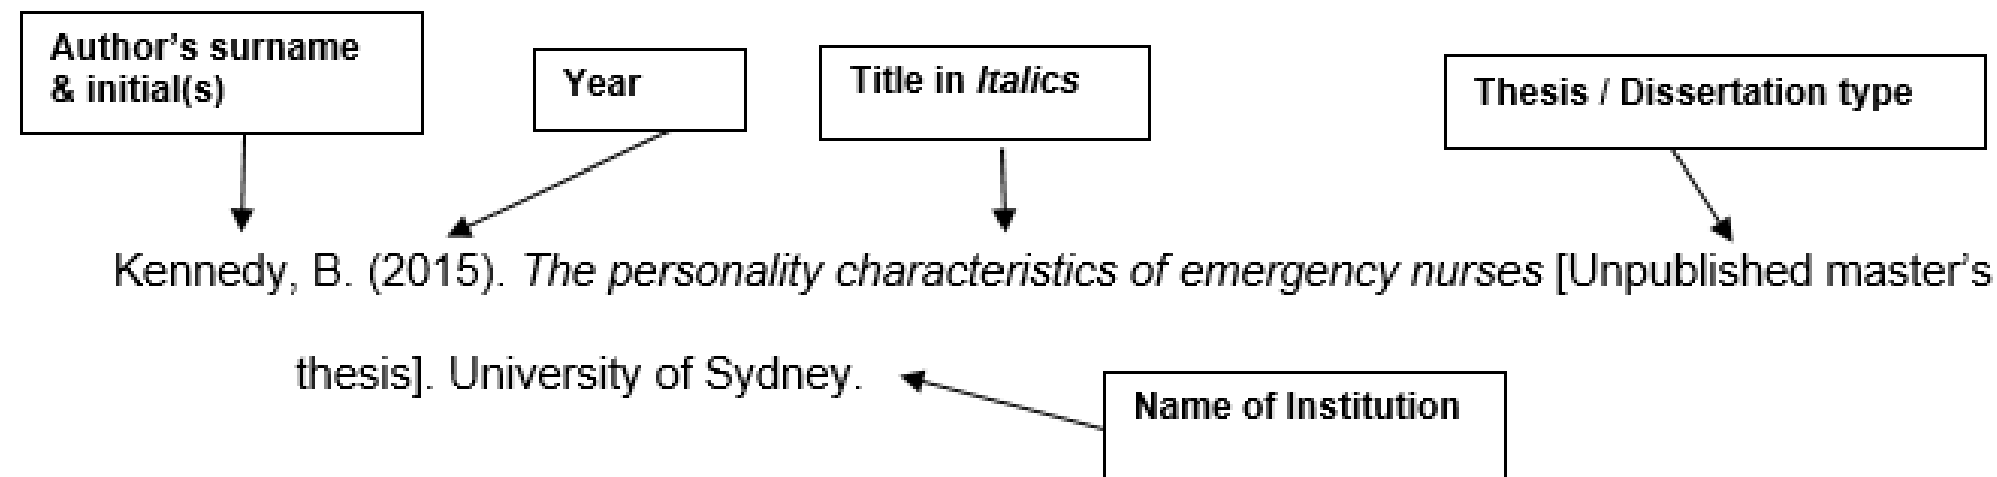 Author's surname
& initial(s)
Year
Title in Italics
Thesis / Dissertation type
Kennedy, B. (2015). The personality characteristics of emergency nurses [Unpublished master's
thesis]. University of Sydney.
Name of Institution